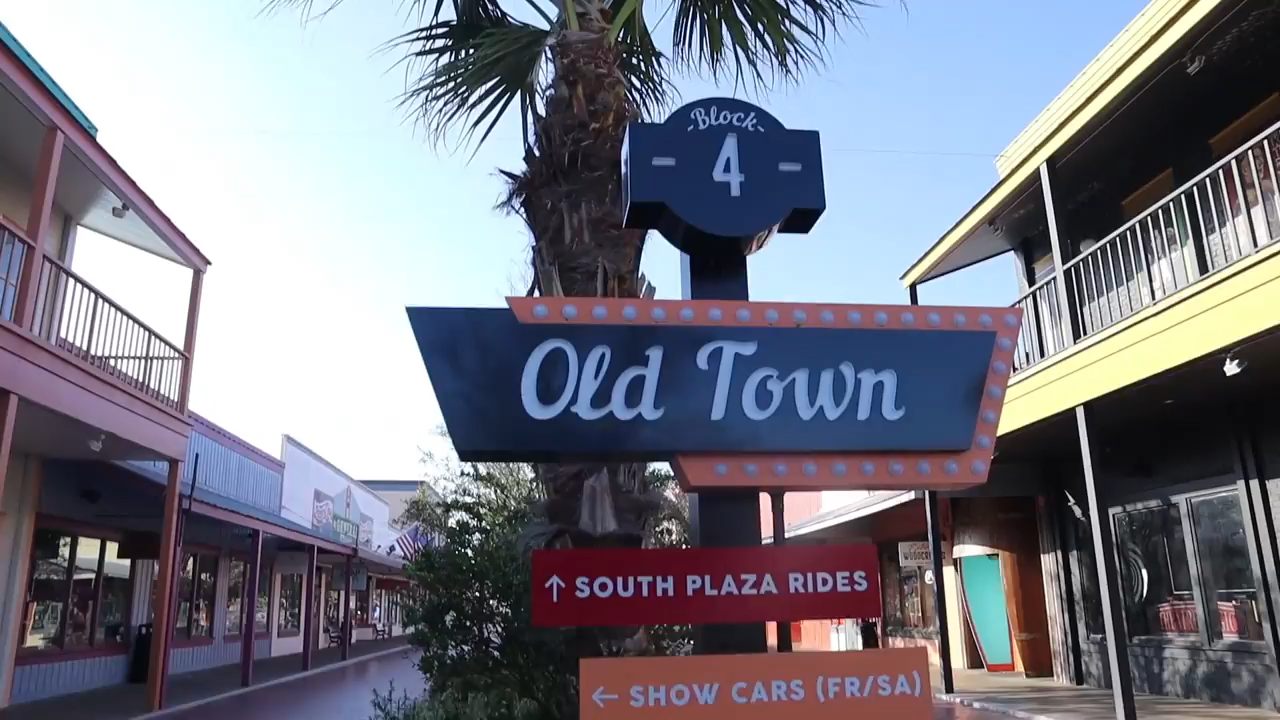 -Block-
- 4 -
Old Town
↑ SOUTH PLAZA RIDES
← SHOW CARS (FR/SA)